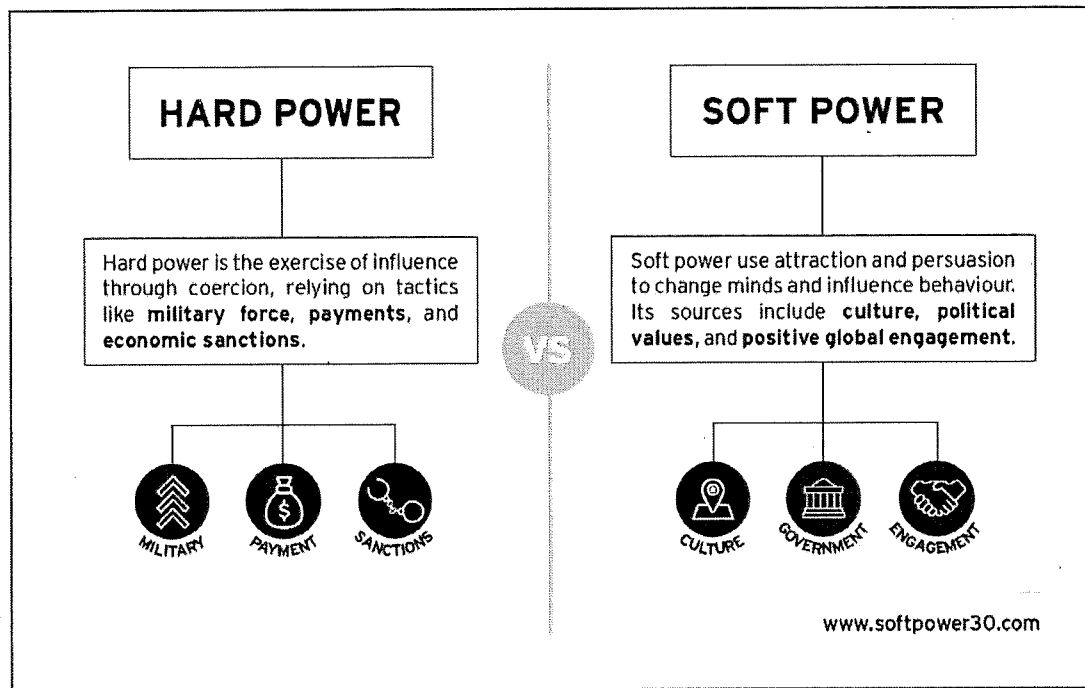 HARD POWER
Hard power is the exercise of influence
through coercion, relying on tactics
like military force, payments, and
economic sanctions.
MILITARY
PAYMENT
$
SANCTIONS
VS
SOFT POWER
Soft power use attraction and persuasion
to change minds and influence behaviour.
Its sources include culture, political
values, and positive global engagement.
CULTURE
GOVERNMENT
ENGAGEMENT
www.softpower30.com